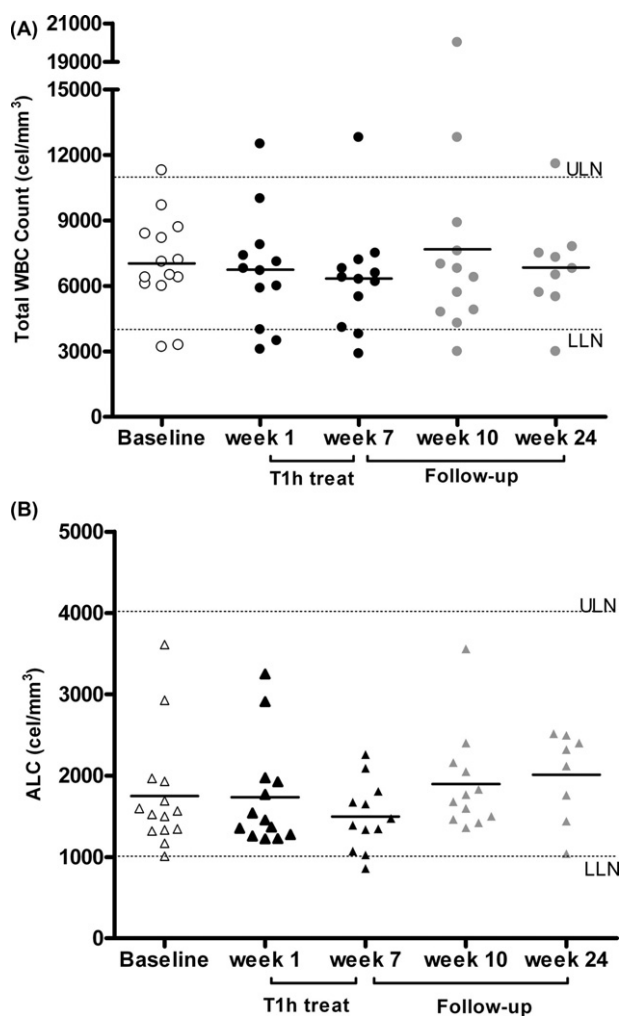 (A)
21000
19000
15000
12000
9000
6000
3000
0
Total WBC Count (cel/mm³)
ULN
LLN
Baseline week 1 week 7 week 10 week 24
T1h treat Follow-up
(B)
5000
4000
3000
2000
1000
0
ALC (cel/mm³)
ULN
LLN
Baseline week 1 week 7 week 10 week 24
T1h treat Follow-up